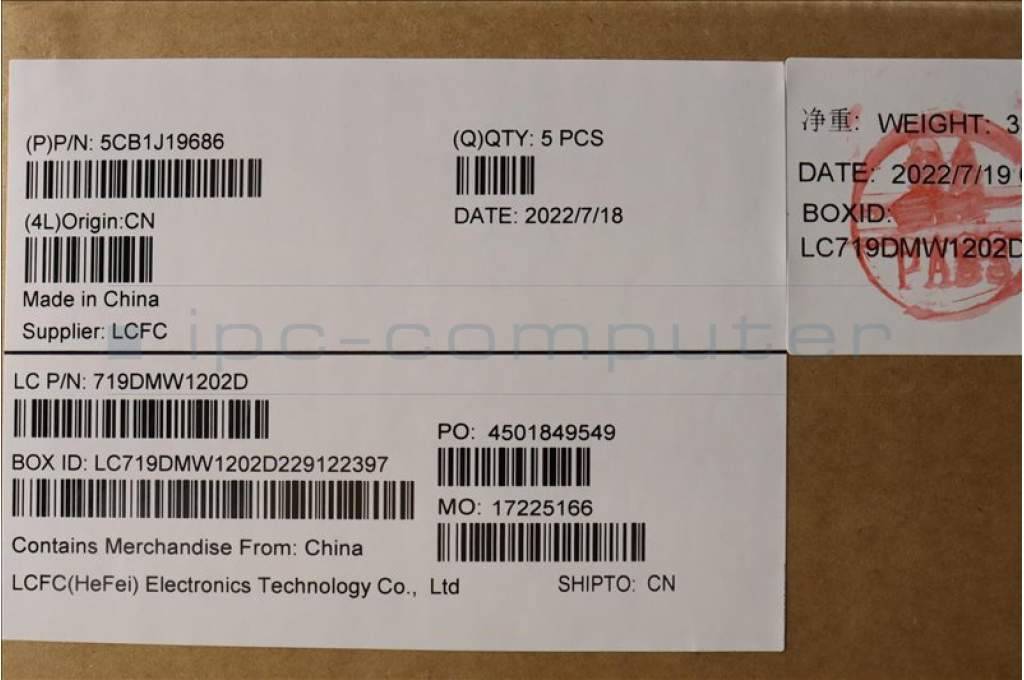 (P)P/N: 5CB1J19686
(Q)QTY: 5 PCS
(4L)Origin:CN
DATE: 2022/7/18
Made in China
Supplier: LCFC
净重: WEIGHT: 3
DATE: 2022/7/19
BOXID:
LC719DMW1202D
PASS
ipc-computer
LC P/N: 719DMW1202D
BOX ID: LC719DMW1202D229122397
PO: 4501849549
MO: 17225166
Contains Merchandise From: China
LCFC(HeFei) Electronics Technology Co., Ltd
SHIPTO: CN